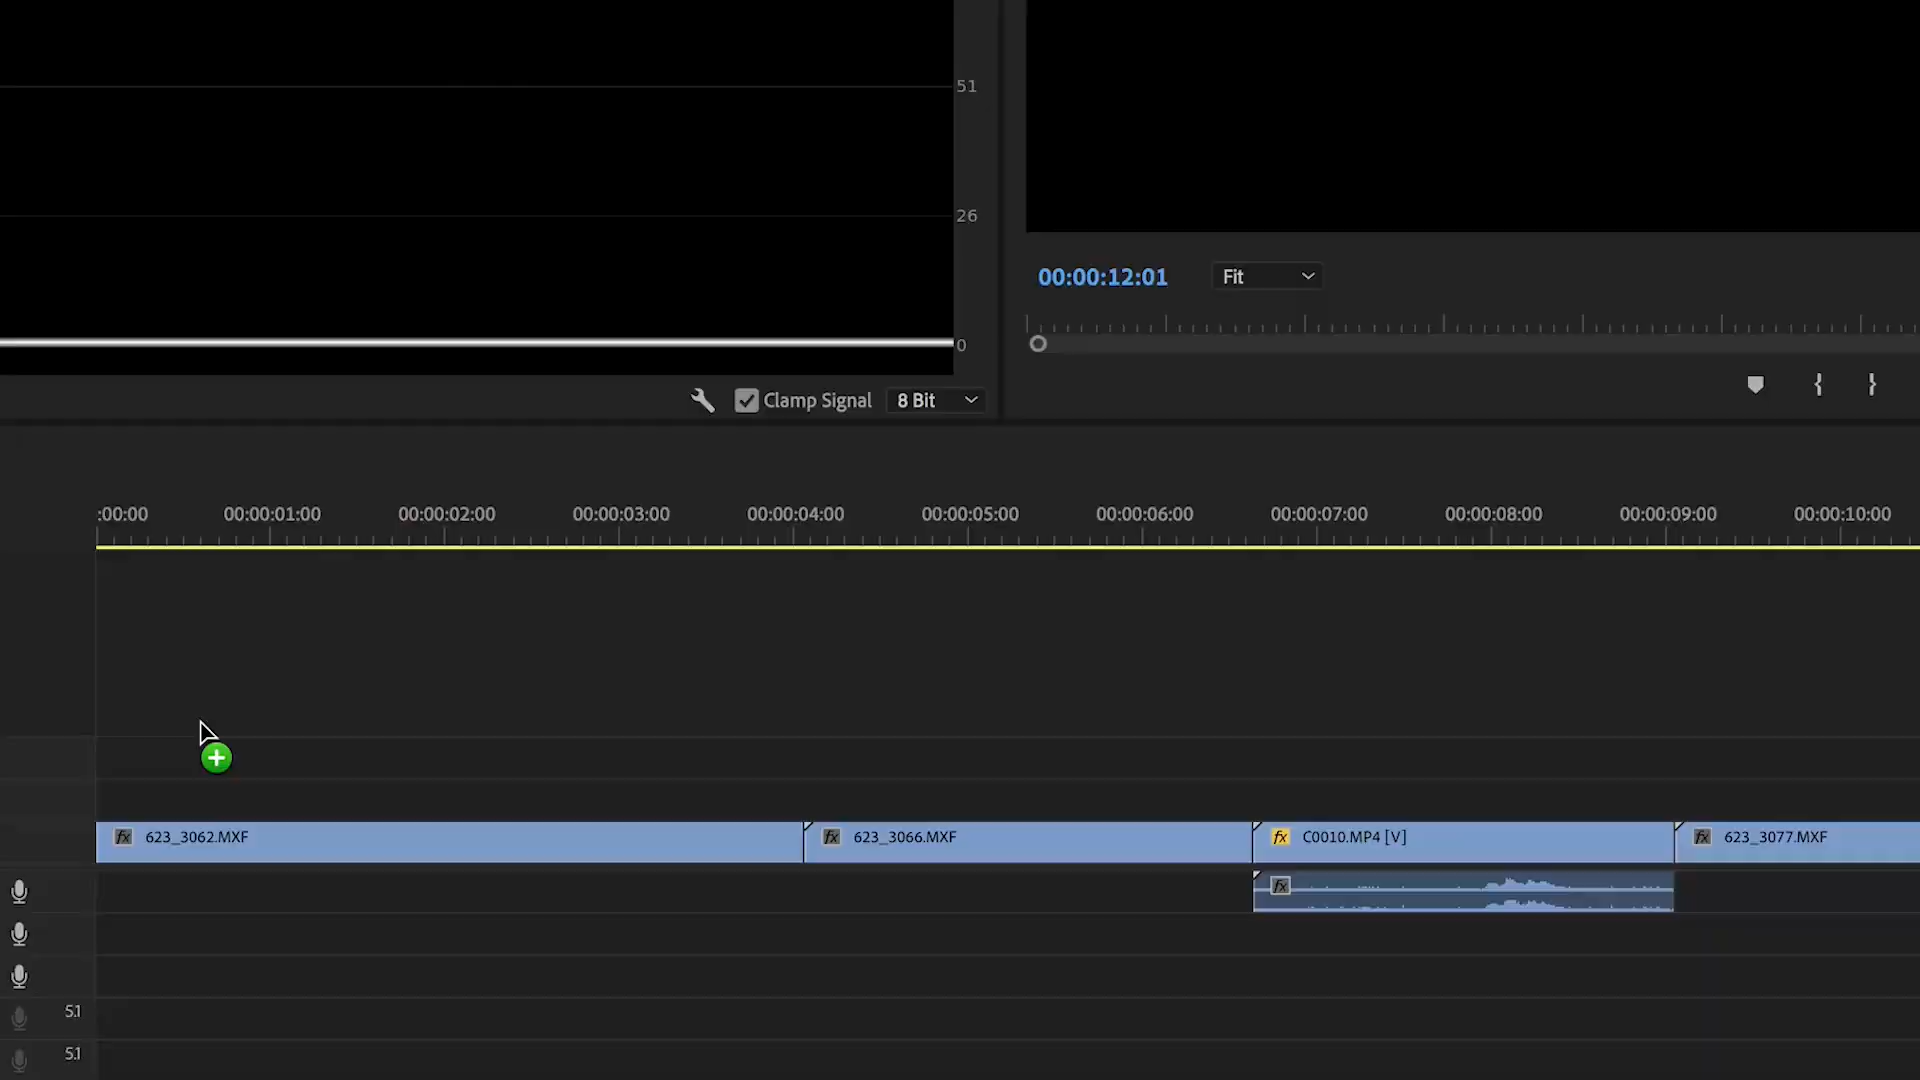 51
26
0
00:00:12:01
Fit
Clamp Signal
8 Bit
:00:00 00:00:01:00 00:00:02:00 00:00:03:00 00:00:04:00 00:00:05:00 00:00:06:00 00:00:07:00 00:00:08:00 00:00:09:00 00:00:10:00
fx 623_3062.MXF fx 623_3066.MXF fx C0010.MP4 [V] fx 623_3077.MXF
fx
5.1
5.1